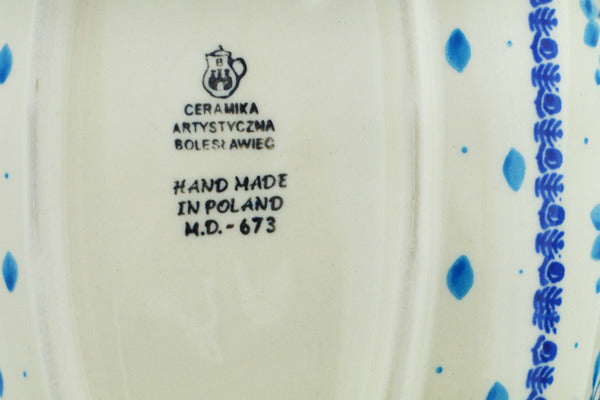 CERAMIKA
ARTYSTYCZNA
BOLESŁAWIEC
HAND MADE
IN POLAND
M.D.-673